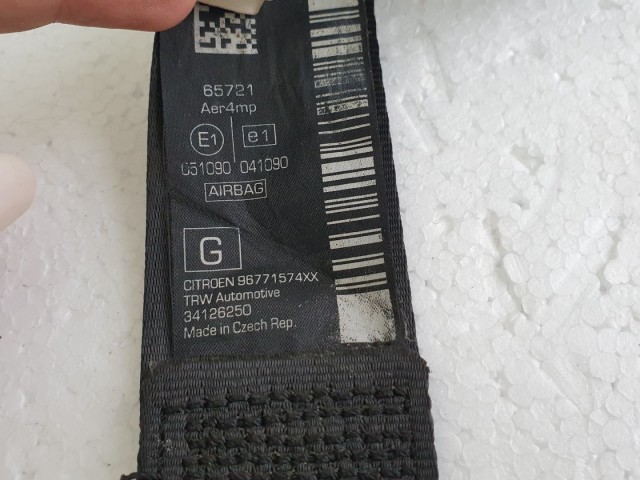 65721
Aer4mp
E1 e1
051090 041090
AIRBAG
G
CITROEN 96771574XX
TRW Automotive
34126250
Made in Czech Rep.